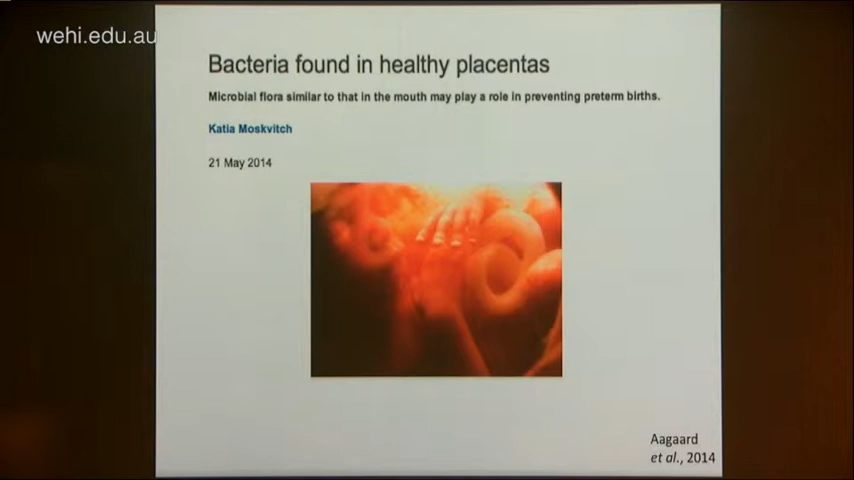 wehi.edu.au
Bacteria found in healthy placentas
Microbial flora similar to that in the mouth may play a role in preventing preterm births.
Katia Moskvitch
21 May 2014
Aagaard
et al., 2014